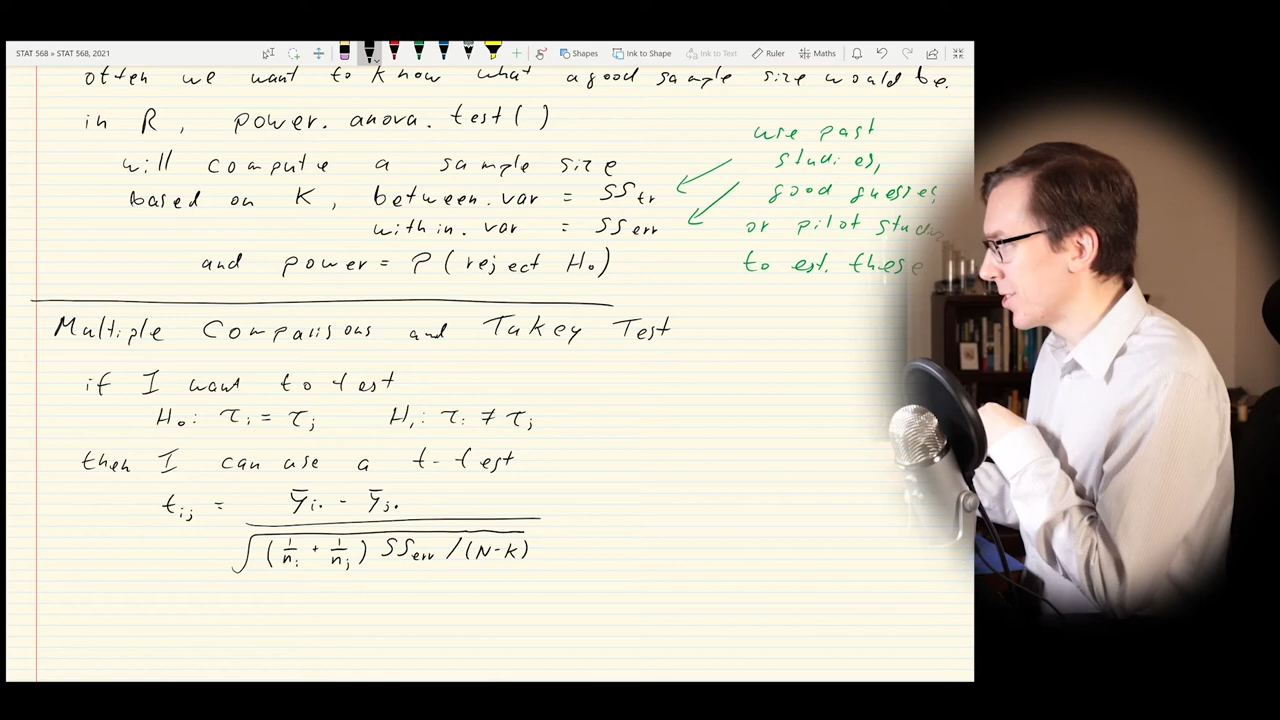 STAT 568 » STAT 568, 2021
Shapes
Ink to Shape
Ink to Text
Ruler
Maths
often we want to know what a good sample size would be.
in R, power.anova.test()
will compute a sample size
based on K, between.var = SS_tr
within.var = SS_err
and power = P(reject H₀)
use past
studies,
good guesses,
or pilot
to est. these
Multiple Comparisons and Tukey Test
if I want to test
H₀: τᵢ = τⱼ H₁: τᵢ ≠ τⱼ
then I can use a t-test
tᵢⱼ = ȳᵢ. - ȳⱼ.
√(1/nᵢ + 1/nⱼ) SS_err / (N-K)